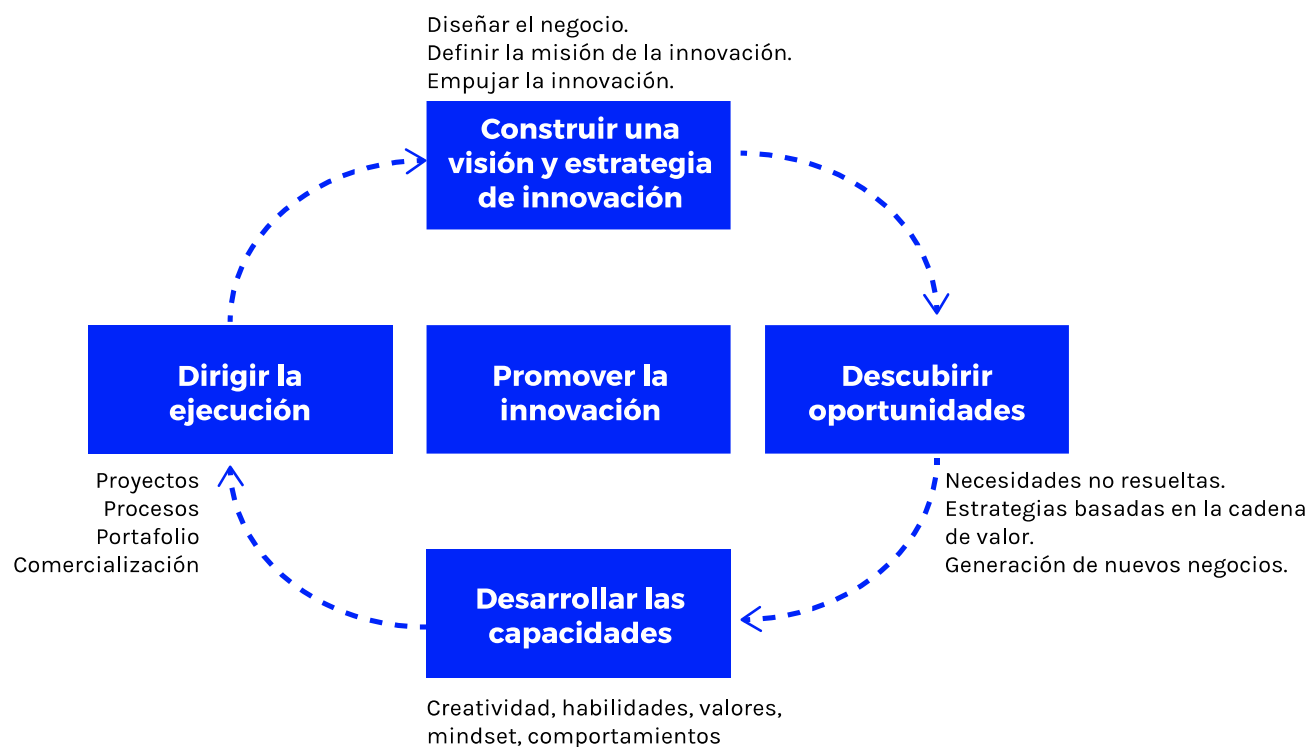 Diseñar el negocio.
Definir la misión de la innovación.
Empujar la innovación.
Construir una
visión y estrategia
de innovación
Dirigir la
ejecución
Promover la
innovación
Descubirir
oportunidades
Proyectos
Procesos
Portafolio
Comercialización
Necesidades no resueltas.
Estrategias basadas en la cadena
de valor.
Generación de nuevos negocios.
Desarrollar las
capacidades
Creatividad, habilidades, valores,
mindset, comportamientos